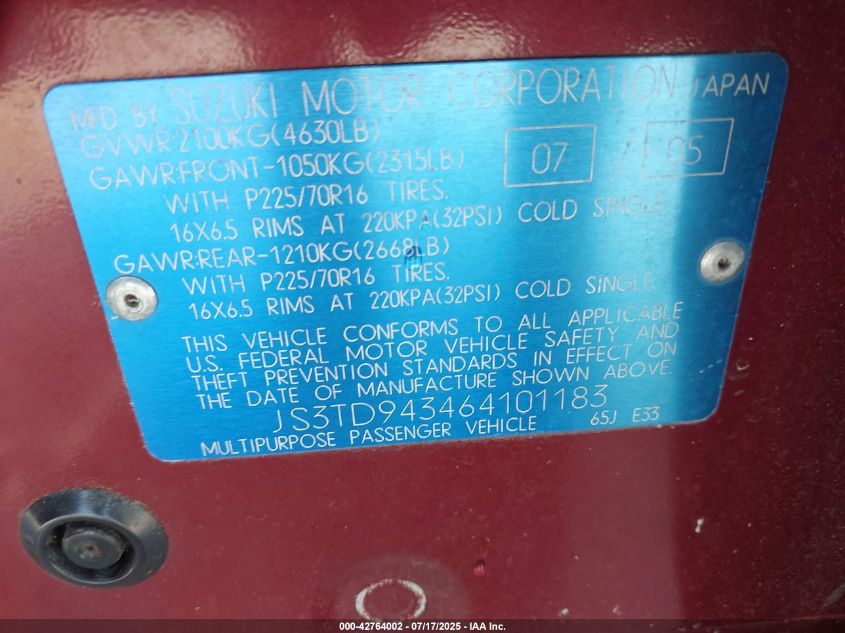 MFD BY SUZUKI MOTOR CORPORATION JAPAN
GVWR:2100KG(4630LB)
GAWR:FRONT-1050KG(2315LB) 07 / 05
WITH P225/70R16 TIRES.
16X6.5 RIMS AT 220KPA(32PSI) COLD SINGLE
GAWR:REAR-1210KG(2668LB)
WITH P225/70R16 TIRES.
16X6.5 RIMS AT 220KPA(32PSI) COLD SINGLE.
THIS VEHICLE CONFORMS TO ALL APPLICABLE
U.S. FEDERAL MOTOR VEHICLE SAFETY AND
THEFT PREVENTION STANDARDS IN EFFECT ON
THE DATE OF MANUFACTURE SHOWN ABOVE.
JS3TD943464101183
MULTIPURPOSE PASSENGER VEHICLE 65J E33
000-42764002 - 07/17/2025 - IAA Inc.